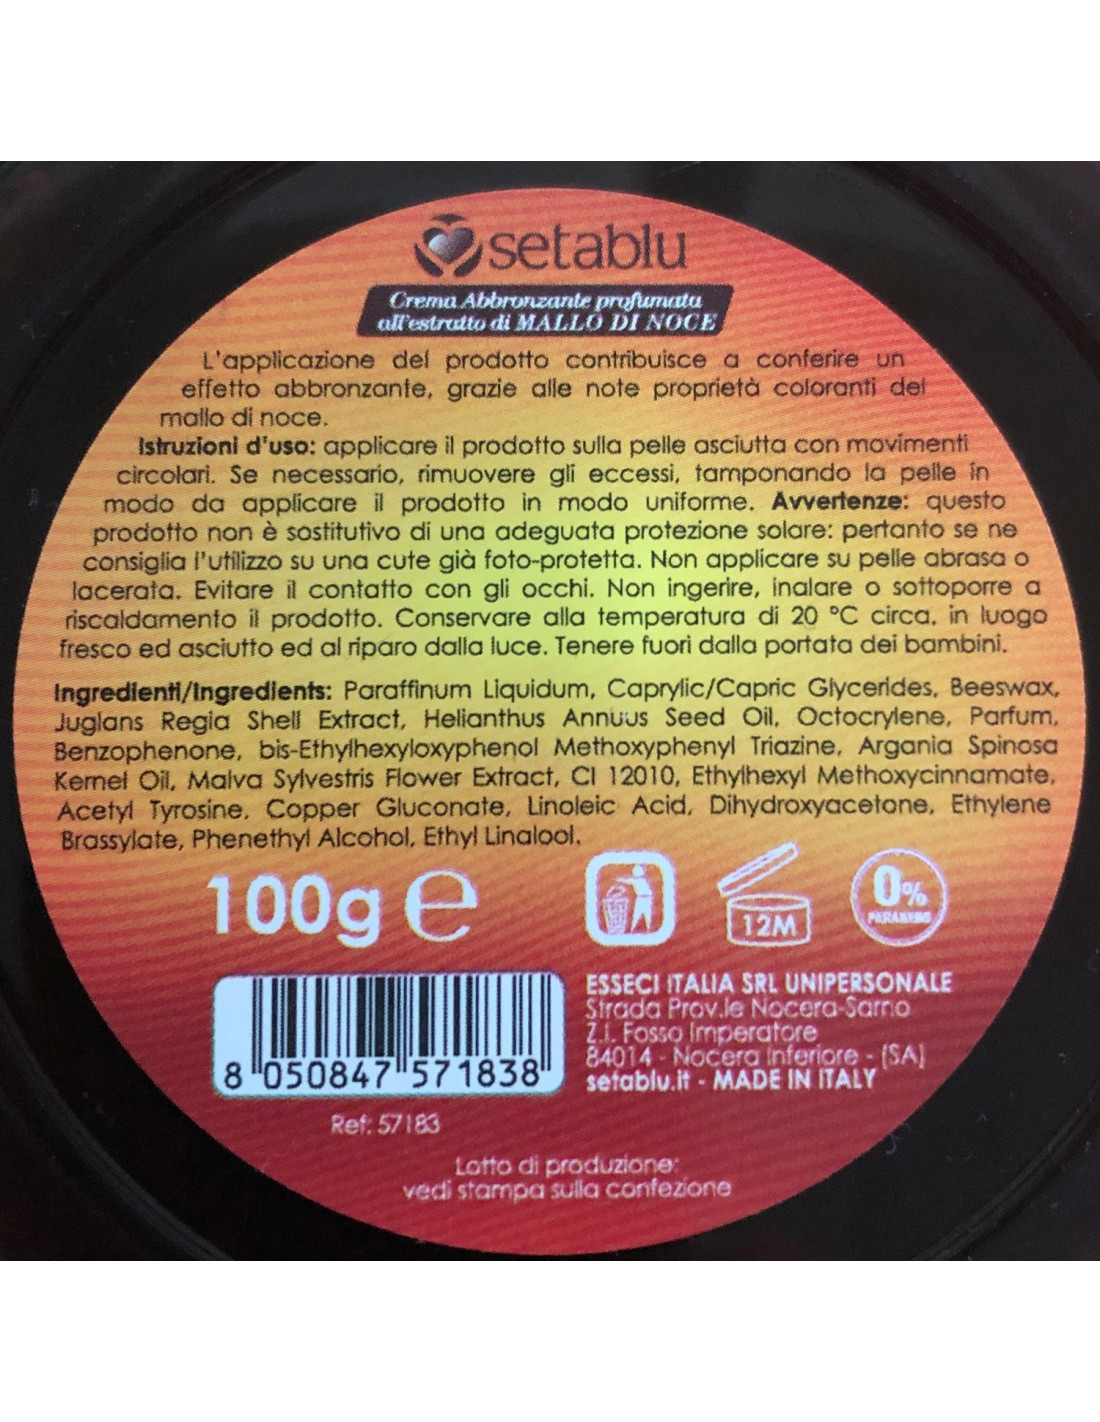 setablu
Crema Abbronzante profumata
all'estratto di MALLO DI NOCE
L'applicazione del prodotto contribuisce a conferire un
effetto abbronzante, grazie alle note proprietà coloranti del
mallo di noce.
Istruzioni d'uso: applicare il prodotto sulla pelle asciutta con movimenti
circolari. Se necessario, rimuovere gli eccessi, tamponando la pelle in
modo da applicare il prodotto in modo uniforme. Avvertenze: questo
prodotto non è sostitutivo di una adeguata protezione solare: pertanto se ne
consiglia l'utilizzo su una cute già foto-protetta. Non applicare su pelle abrasa o
lacerata. Evitare il contatto con gli occhi. Non ingerire, inalare o sottoporre a
riscaldamento il prodotto. Conservare alla temperatura di 20 °C circa, in luogo
fresco ed asciutto ed al riparo dalla luce. Tenere fuori dalla portata dei bambini.
Ingredienti/Ingredients: Paraffinum Liquidum, Caprylic/Capric Glycerides, Beeswax,
Juglans Regia Shell Extract, Helianthus Annuus Seed Oil, Octocrylene, Parfum,
Benzophenone, bis-Ethylhexyloxyphenol Methoxyphenyl Triazine, Argania Spinosa
Kernel Oil, Malva Sylvestris Flower Extract, CI 12010, Ethylhexyl Methoxycinnamate,
Acetyl Tyrosine, Copper Gluconate, Linoleic Acid, Dihydroxyacetone, Ethylene
Brassylate, Phenethyl Alcohol, Ethyl Linalool.
100g e
12M
0%
PARABENS
ESSECI ITALIA SRL UNIPERSONALE
Strada Prov.le Nocera-Sarno
Z.I. Fosso Imperatore
84014 - Nocera Inferiore - (SA)
setablu.it - MADE IN ITALY
8 050847 571838
Ref: 57183
Lotto di produzione:
vedi stampa sulla confezione